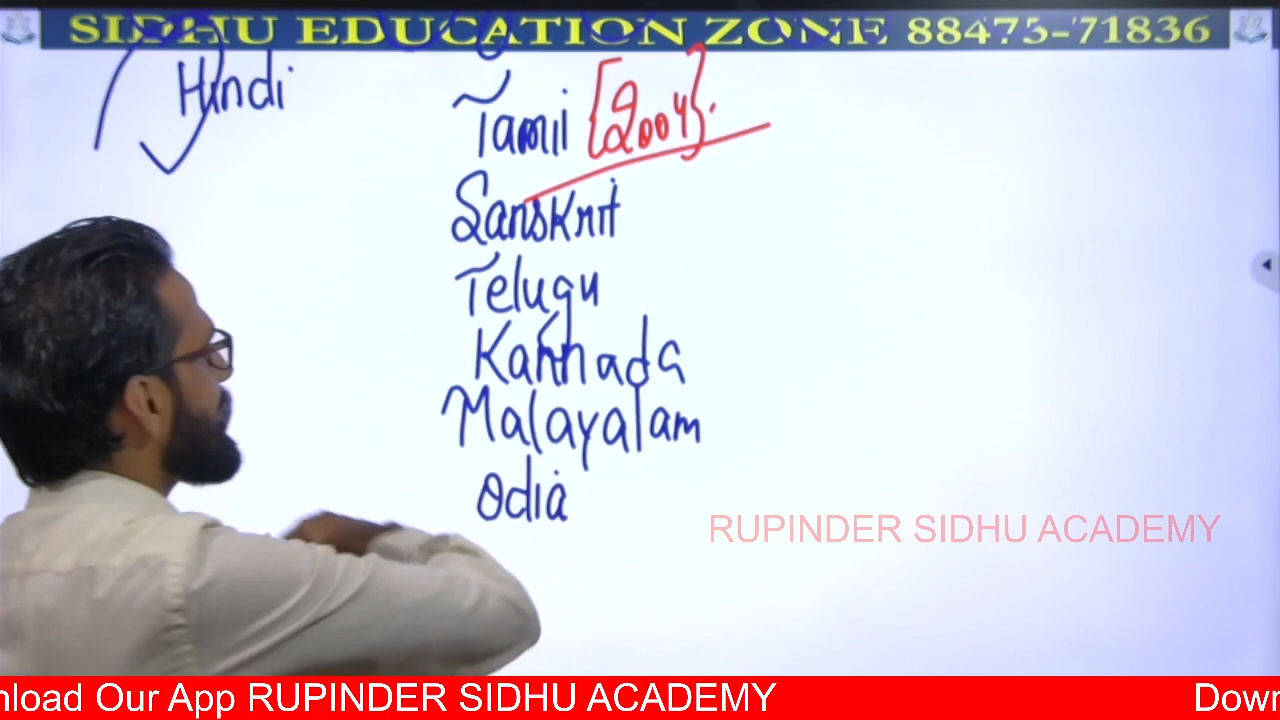 SIDHU EDUCATION ZONE 88475-71836
Hindi
Tamil {2004}.
Sanskrit
Telugu
Kannada
Malayalam
Odia
RUPINDER SIDHU ACADEMY
nload Our App RUPINDER SIDHU ACADEMY
Down